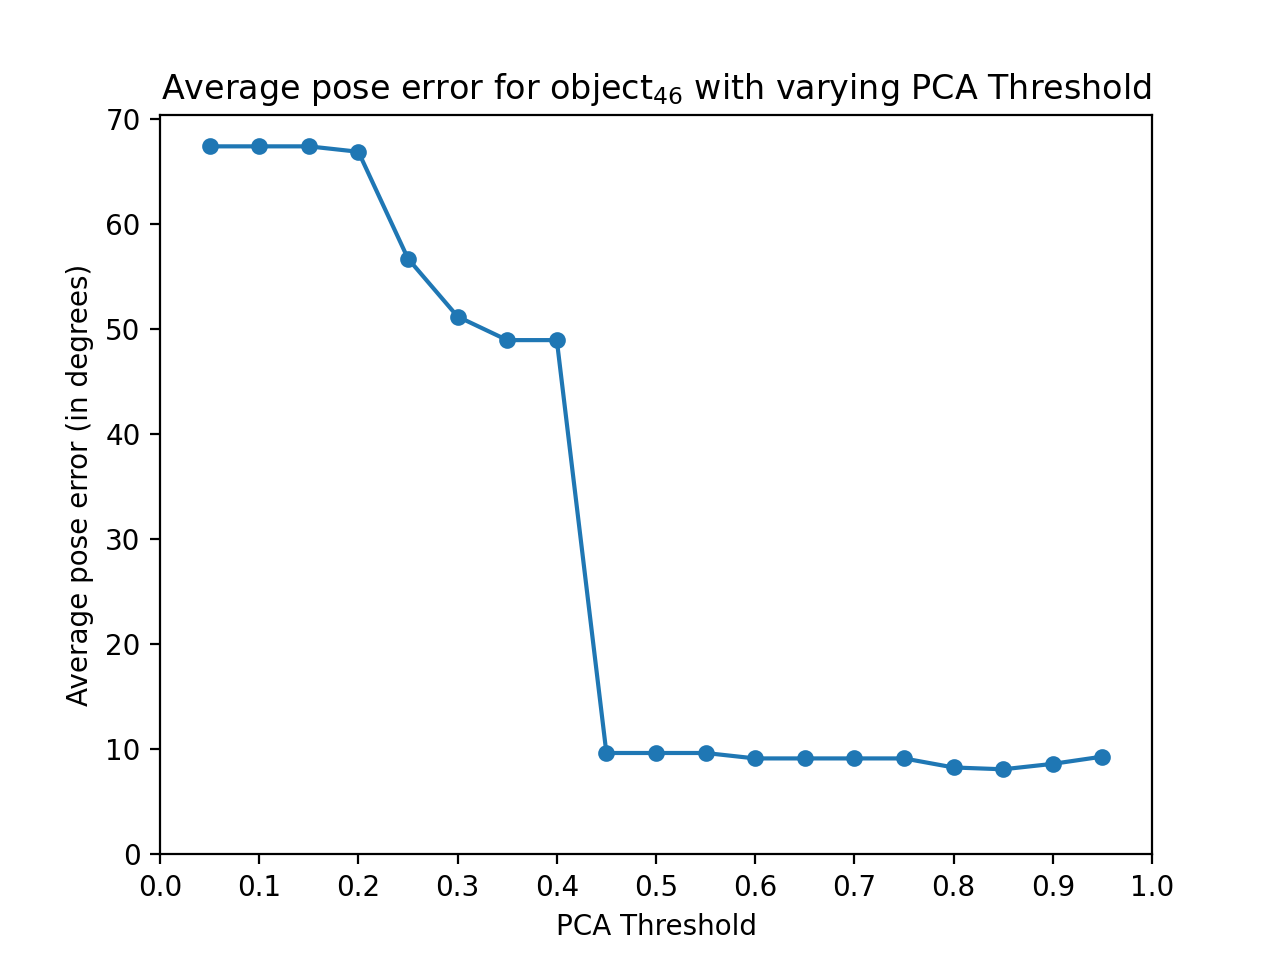 Average pose error for object₄₆ with varying PCA Threshold
Average pose error (in degrees)
70
60
50
40
30
20
10
0
0.0 0.1 0.2 0.3 0.4 0.5 0.6 0.7 0.8 0.9 1.0
PCA Threshold